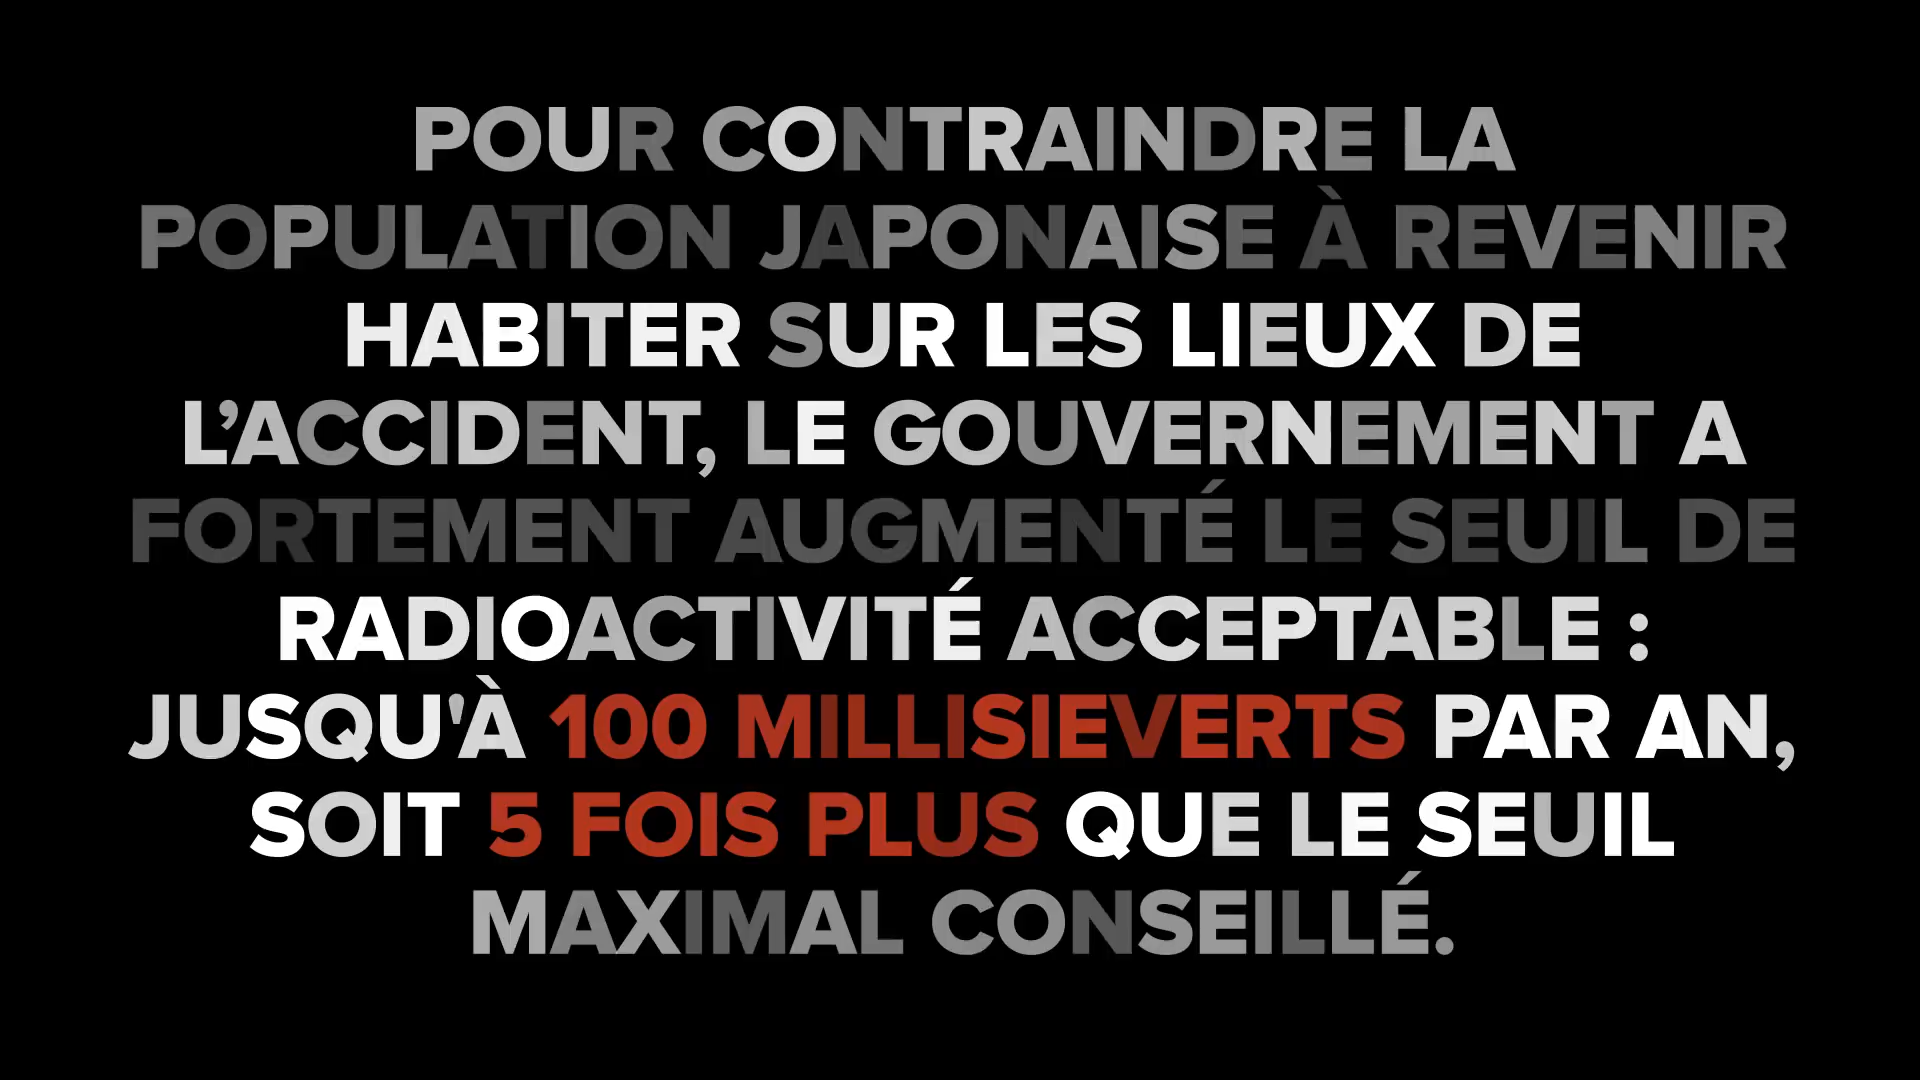 POUR CONTRAINDRE LA
POPULATION JAPONAISE À REVENIR
HABITER SUR LES LIEUX DE
L’ACCIDENT, LE GOUVERNEMENT A
FORTEMENT AUGMENTÉ LE SEUIL DE
RADIOACTIVITÉ ACCEPTABLE :
JUSQU'À 100 MILLISIEVERTS PAR AN,
SOIT 5 FOIS PLUS QUE LE SEUIL
MAXIMAL CONSEILLÉ.